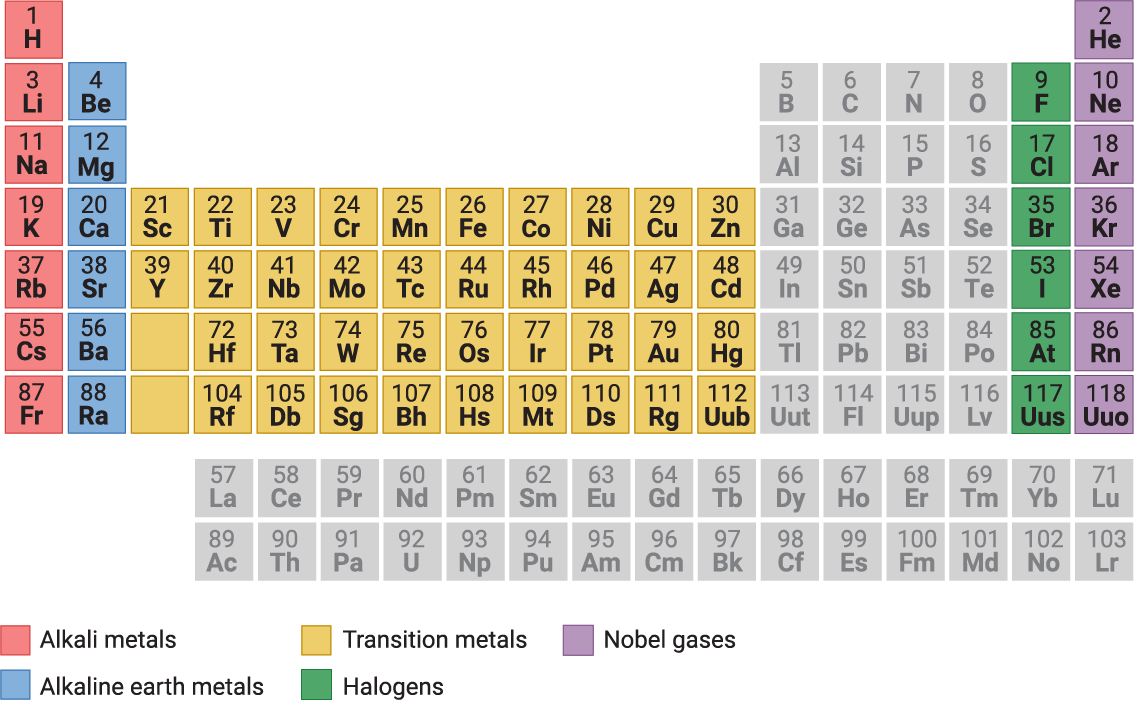 1 2
H He
3 4 5 6 7 8 9 10
Li Be B C N O F Ne
11 12 13 14 15 16 17 18
Na Mg Al Si P S Cl Ar
19 20 21 22 23 24 25 26 27 28 29 30 31 32 33 34 35 36
K Ca Sc Ti V Cr Mn Fe Co Ni Cu Zn Ga Ge As Se Br Kr
37 38 39 40 41 42 43 44 45 46 47 48 49 50 51 52 53 54
Rb Sr Y Zr Nb Mo Tc Ru Rh Pd Ag Cd In Sn Sb Te I Xe
55 56 72 73 74 75 76 77 78 79 80 81 82 83 84 85 86
Cs Ba Hf Ta W Re Os Ir Pt Au Hg Tl Pb Bi Po At Rn
87 88 104 105 106 107 108 109 110 111 112 113 114 115 116 117 118
Fr Ra Rf Db Sg Bh Hs Mt Ds Rg Uub Uut Fl Uup Lv Uus Uuo
57 58 59 60 61 62 63 64 65 66 67 68 69 70 71
La Ce Pr Nd Pm Sm Eu Gd Tb Dy Ho Er Tm Yb Lu
89 90 91 92 93 94 95 96 97 98 99 100 101 102 103
Ac Th Pa U Np Pu Am Cm Bk Cf Es Fm Md No Lr
Alkali metals Transition metals Nobel gases
Alkaline earth metals Halogens